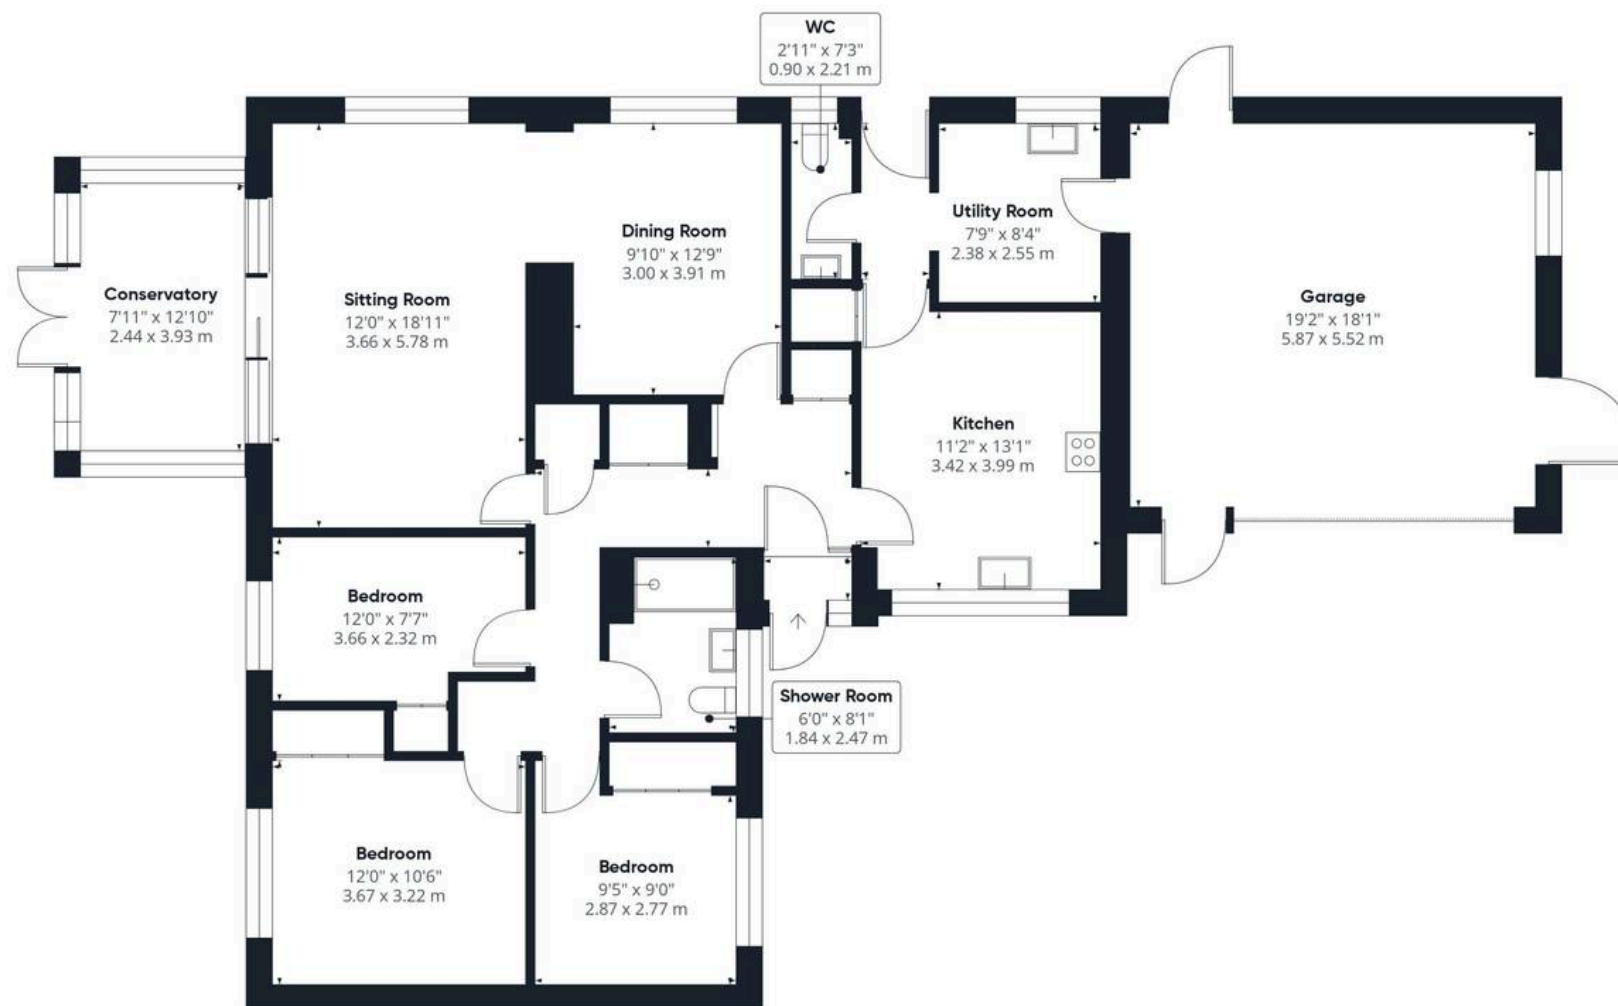 WC
2'11" x 7'3"
0.90 x 2.21 m
Conservatory
7'11" x 12'10"
2.44 x 3.93 m
Sitting Room
12'0" x 18'11"
3.66 x 5.78 m
Dining Room
9'10" x 12'9"
3.00 x 3.91 m
Utility Room
7'9" x 8'4"
2.38 x 2.55 m
Garage
19'2" x 18'1"
5.87 x 5.52 m
Kitchen
11'2" x 13'1"
3.42 x 3.99 m
Bedroom
12'0" x 7'7"
3.66 x 2.32 m
Shower Room
6'0" x 8'1"
1.84 x 2.47 m
Bedroom
12'0" x 10'6"
3.67 x 3.22 m
Bedroom
9'5" x 9'0"
2.87 x 2.77 m